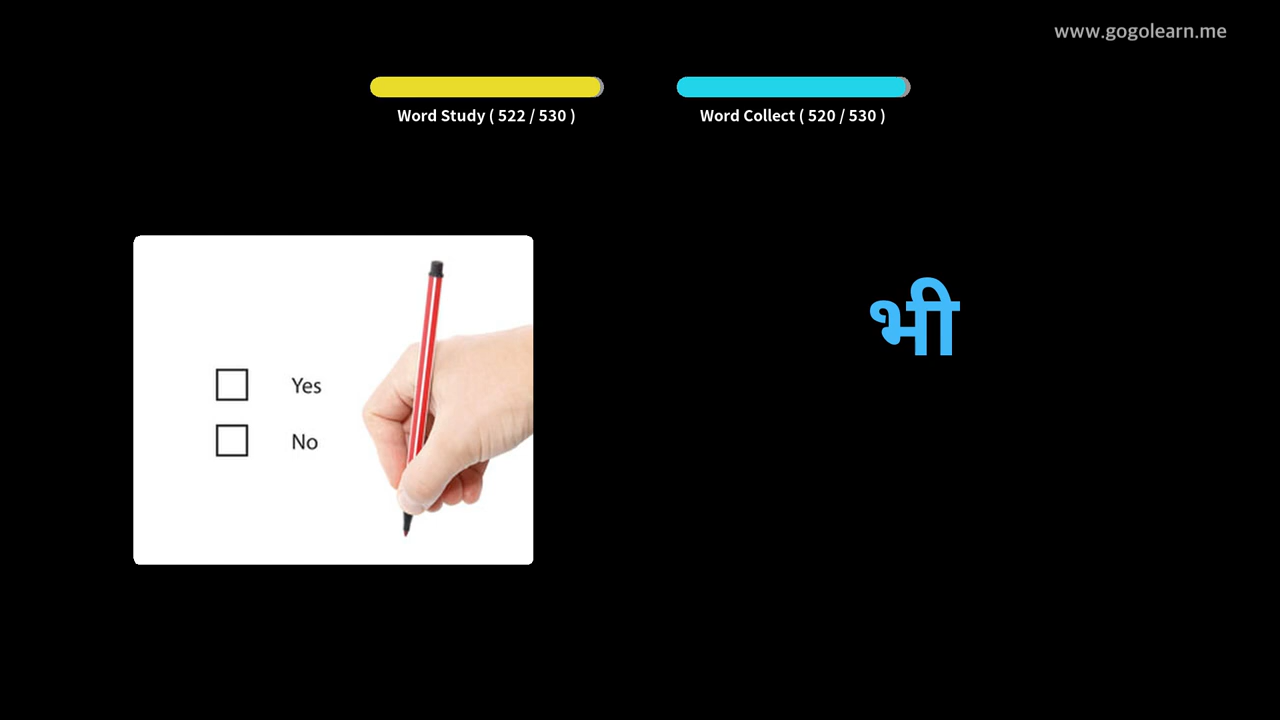 www.gogolearn.me
Word Study ( 522 / 530 )
Word Collect ( 520 / 530 )
Yes
No
भी